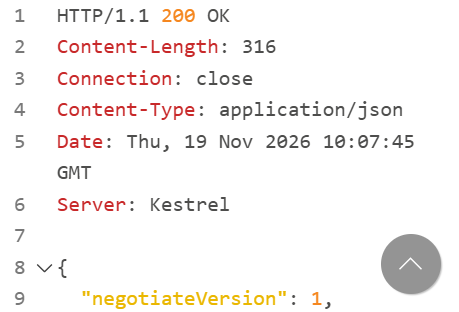 1 HTTP/1.1 200 OK
2 Content-Length: 316
3 Connection: close
4 Content-Type: application/json
5 Date: Thu, 19 Nov 2026 10:07:45
GMT
6 Server: Kestrel
7
8 {
9 "negotiateVersion": 1,